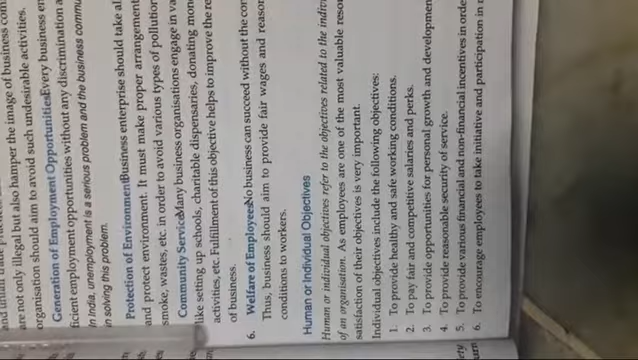 are not only illegal but also hamper the image of business com
organisation should aim to avoid such undesirable activities.
Generation of Employment Opportunities Every business en
ficient employment opportunities without any discrimination a
In India, unemployment is a serious problem and the business commu
in solving this problem.
Protection of Environment Business enterprise should take al
and protect environment. It must make proper arrangement
smoke, wastes, etc. in order to avoid various types of pollution
Community Service Many business organisations engage in va
like setting up schools, charitable dispensaries, donating mon
activities, etc. Fulfillment of this objective helps to improve the re
of business.
6. Welfare of Employees No business can succeed without the con
Thus, business should aim to provide fair wages and reason
conditions to workers.
Human or Individual Objectives
Human or individual objectives refer to the objectives related to the indiv
of an organisation. As employees are one of the most valuable resou
satisfaction of their objectives is very important.
Individual objectives include the following objectives:
1. To provide healthy and safe working conditions.
2. To pay fair and competitive salaries and perks.
3. To provide opportunities for personal growth and developmen
4. To provide reasonable security of service.
5. To provide various financial and non-financial incentives in orde
6. To encourage employees to take initiative and participation in